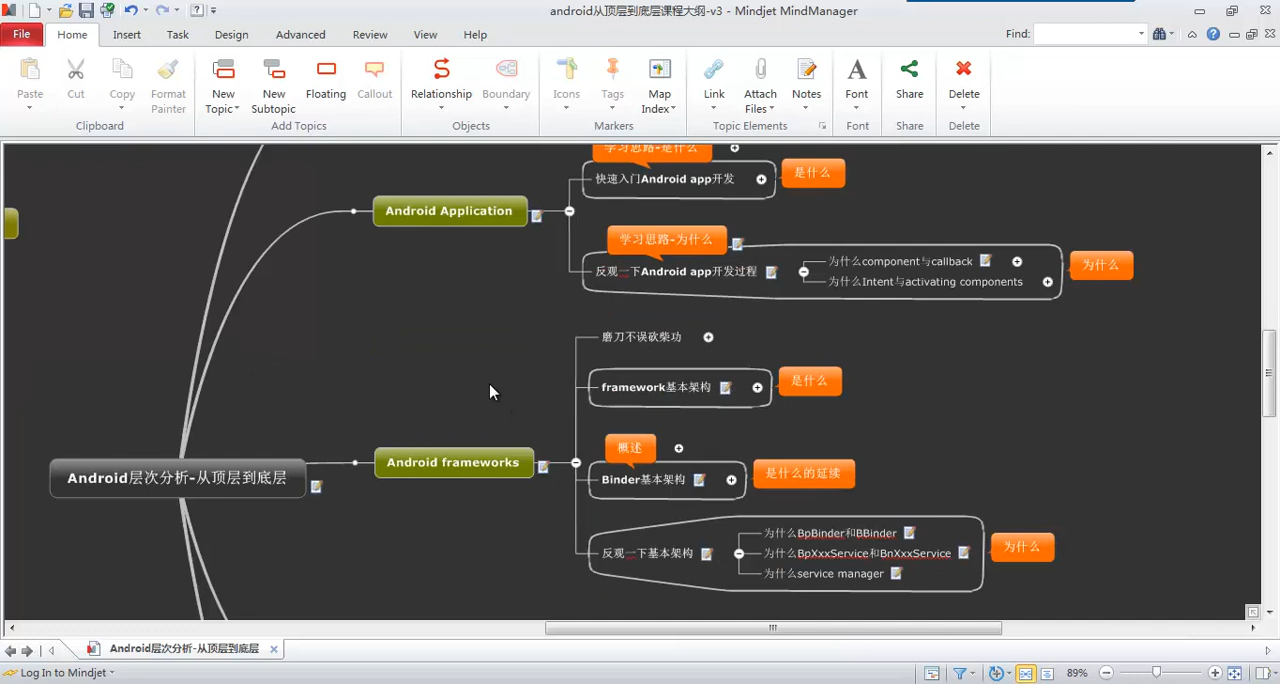 android从顶层到底层课程大纲-v3 - Mindjet MindManager
File Home Insert Task Design Advanced Review View Help Find:
Paste Cut Copy Format Painter New Topic New Subtopic Floating Callout Relationship Boundary Icons Tags Map Index Link Attach Files Notes Font Share Delete
Clipboard Add Topics Objects Markers Topic Elements Font Share Delete
学习思路-是什么
快速入门Android app开发
是什么
Android Application
学习思路-为什么
反观一下Android app开发过程
为什么component与callback
为什么Intent与activating components
为什么
磨刀不误砍柴功
framework基本架构
是什么
Android层次分析-从顶层到底层
Android frameworks
概述
Binder基本架构
是什么的延续
反观一下基本架构
为什么BpBinder和BBinder
为什么BpXxxService和BnXxxService
为什么service manager
为什么
Android层次分析-从顶层到底层
Log In to Mindjet
89%